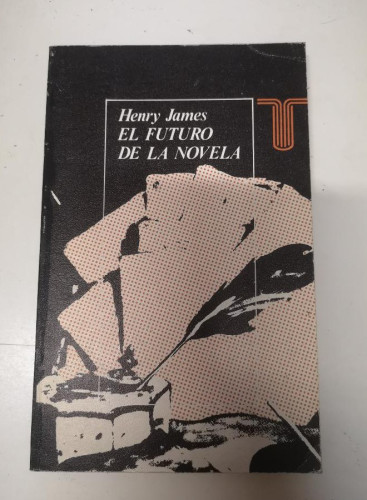 Henry James
EL FUTURO
DE LA NOVELA
T